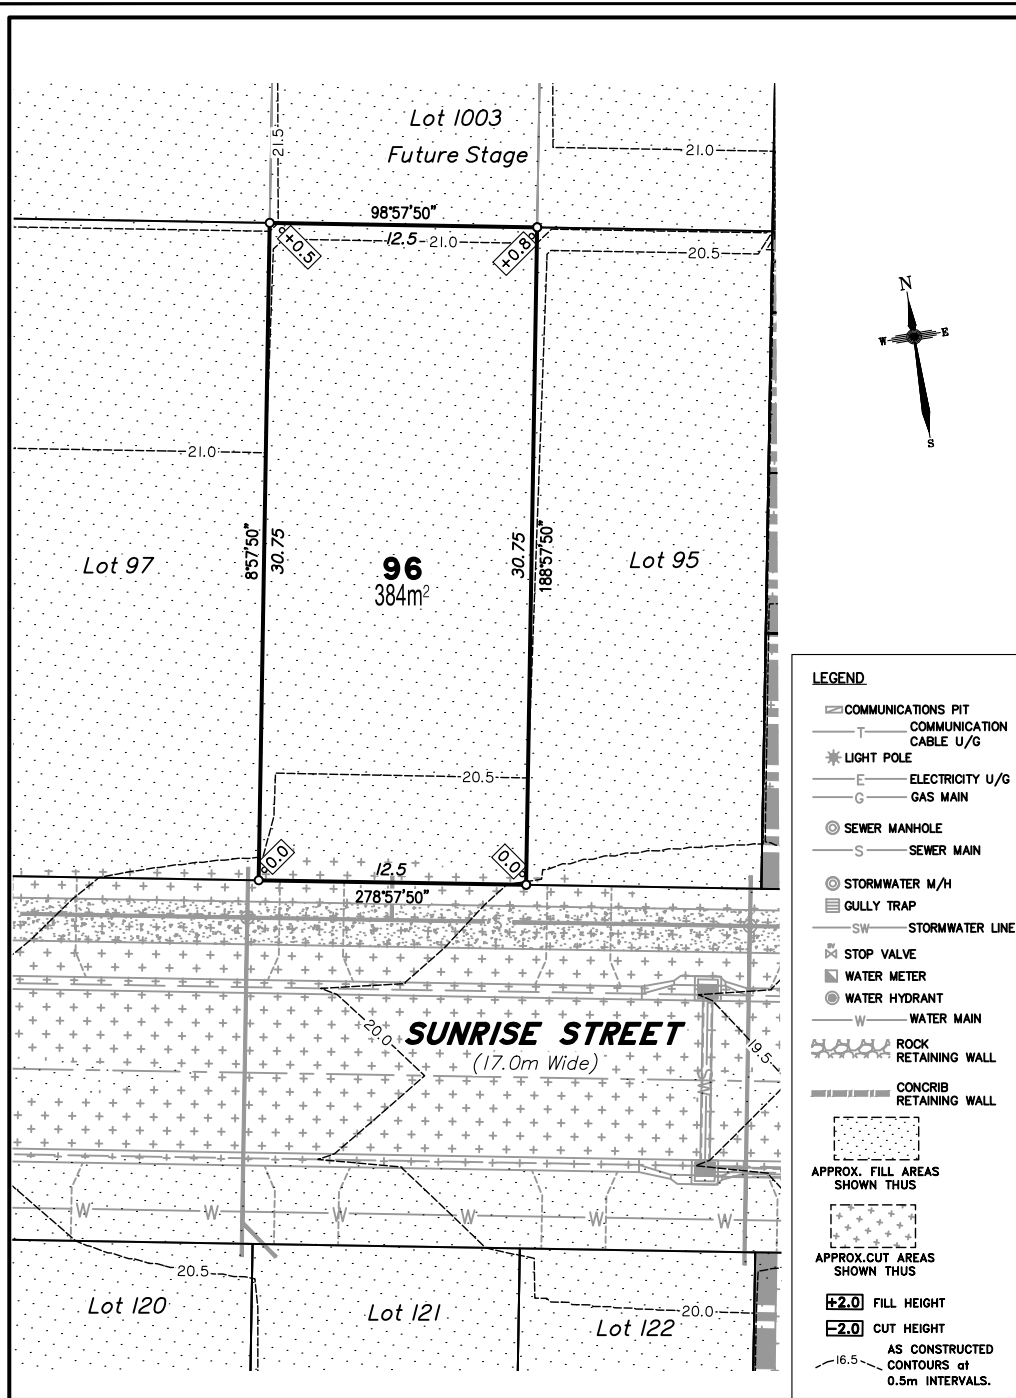 Lot 1003
Future Stage
21.5
21.0
98°57'50"
12.5
21.0
+0.5
+0.8
20.5
N
W
E
S
21.0
8°57'50"
30.75
30.75
188°57'50"
Lot 97
96
384m²
Lot 95
20.5
0.0
0.0
12.5
278°57'50"
S
20.0
SUNRISE STREET
(17.0m Wide)
19.5
SW
W
W
W
W
W
W
20.5
Lot 120
Lot 121
Lot 122
20.0
LEGEND
COMMUNICATIONS PIT
T COMMUNICATION
CABLE U/G
LIGHT POLE
E ELECTRICITY U/G
G GAS MAIN
SEWER MANHOLE
S SEWER MAIN
STORMWATER M/H
GULLY TRAP
SW STORMWATER LINE
SV
STOP VALVE
WATER METER
WATER HYDRANT
W WATER MAIN
ROCK
RETAINING WALL
CONCRIB
RETAINING WALL
APPROX. FILL AREAS
SHOWN THUS
APPROX.CUT AREAS
SHOWN THUS
+2.0 FILL HEIGHT
-2.0 CUT HEIGHT
AS CONSTRUCTED
16.5 CONTOURS at
0.5m INTERVALS.